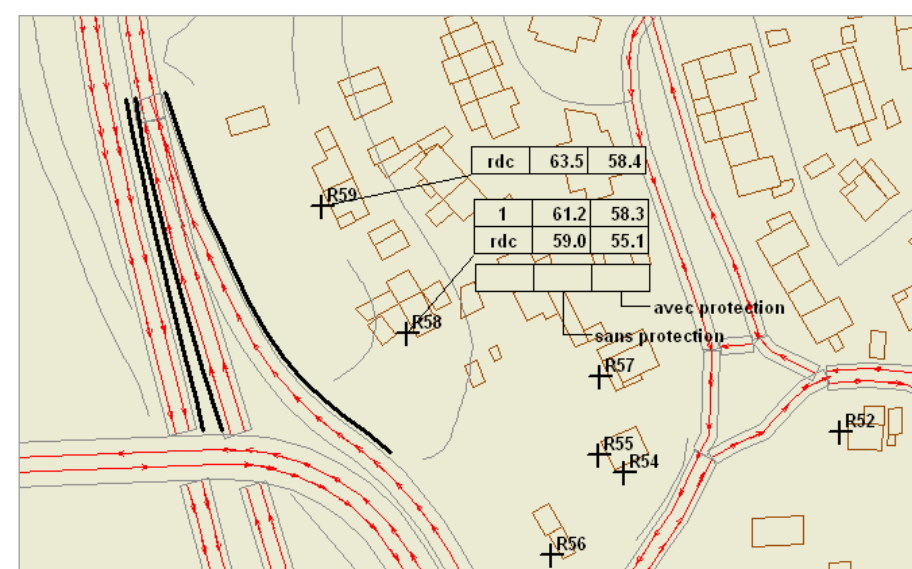 rdc 63.5 58.4
R59
1 61.2 58.3
rdc 59.0 55.1
avec protection
R58
sans protection
R57
R52
R55
R54
R56